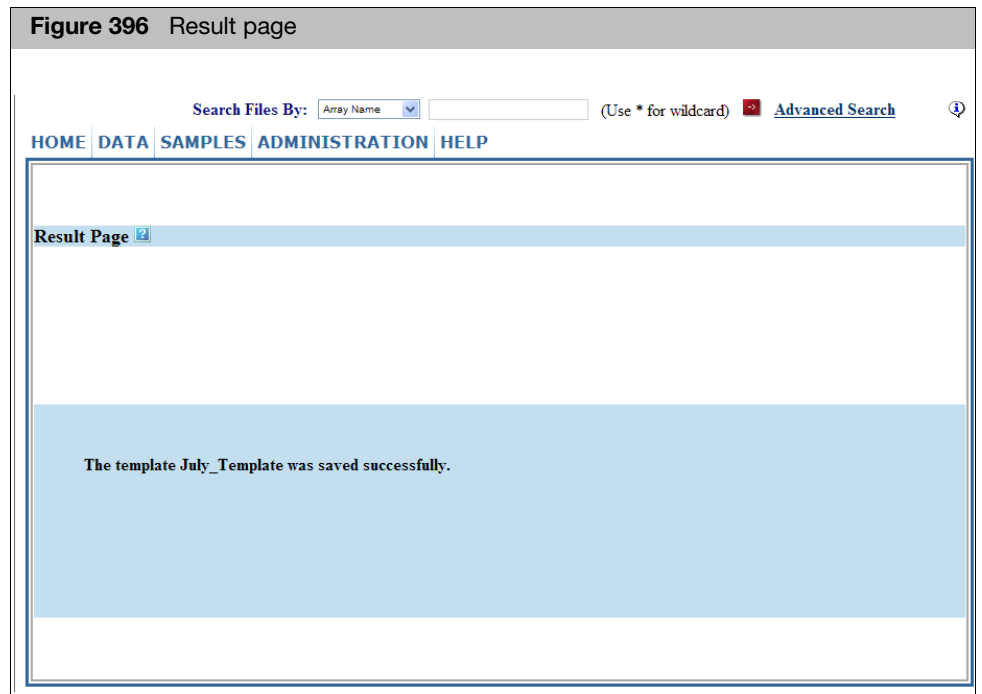 Figure 396 Result page
Search Files By: Array Name (Use * for wildcard) Advanced Search
HOME DATA SAMPLES ADMINISTRATION HELP
Result Page
The template July_Template was saved successfully.